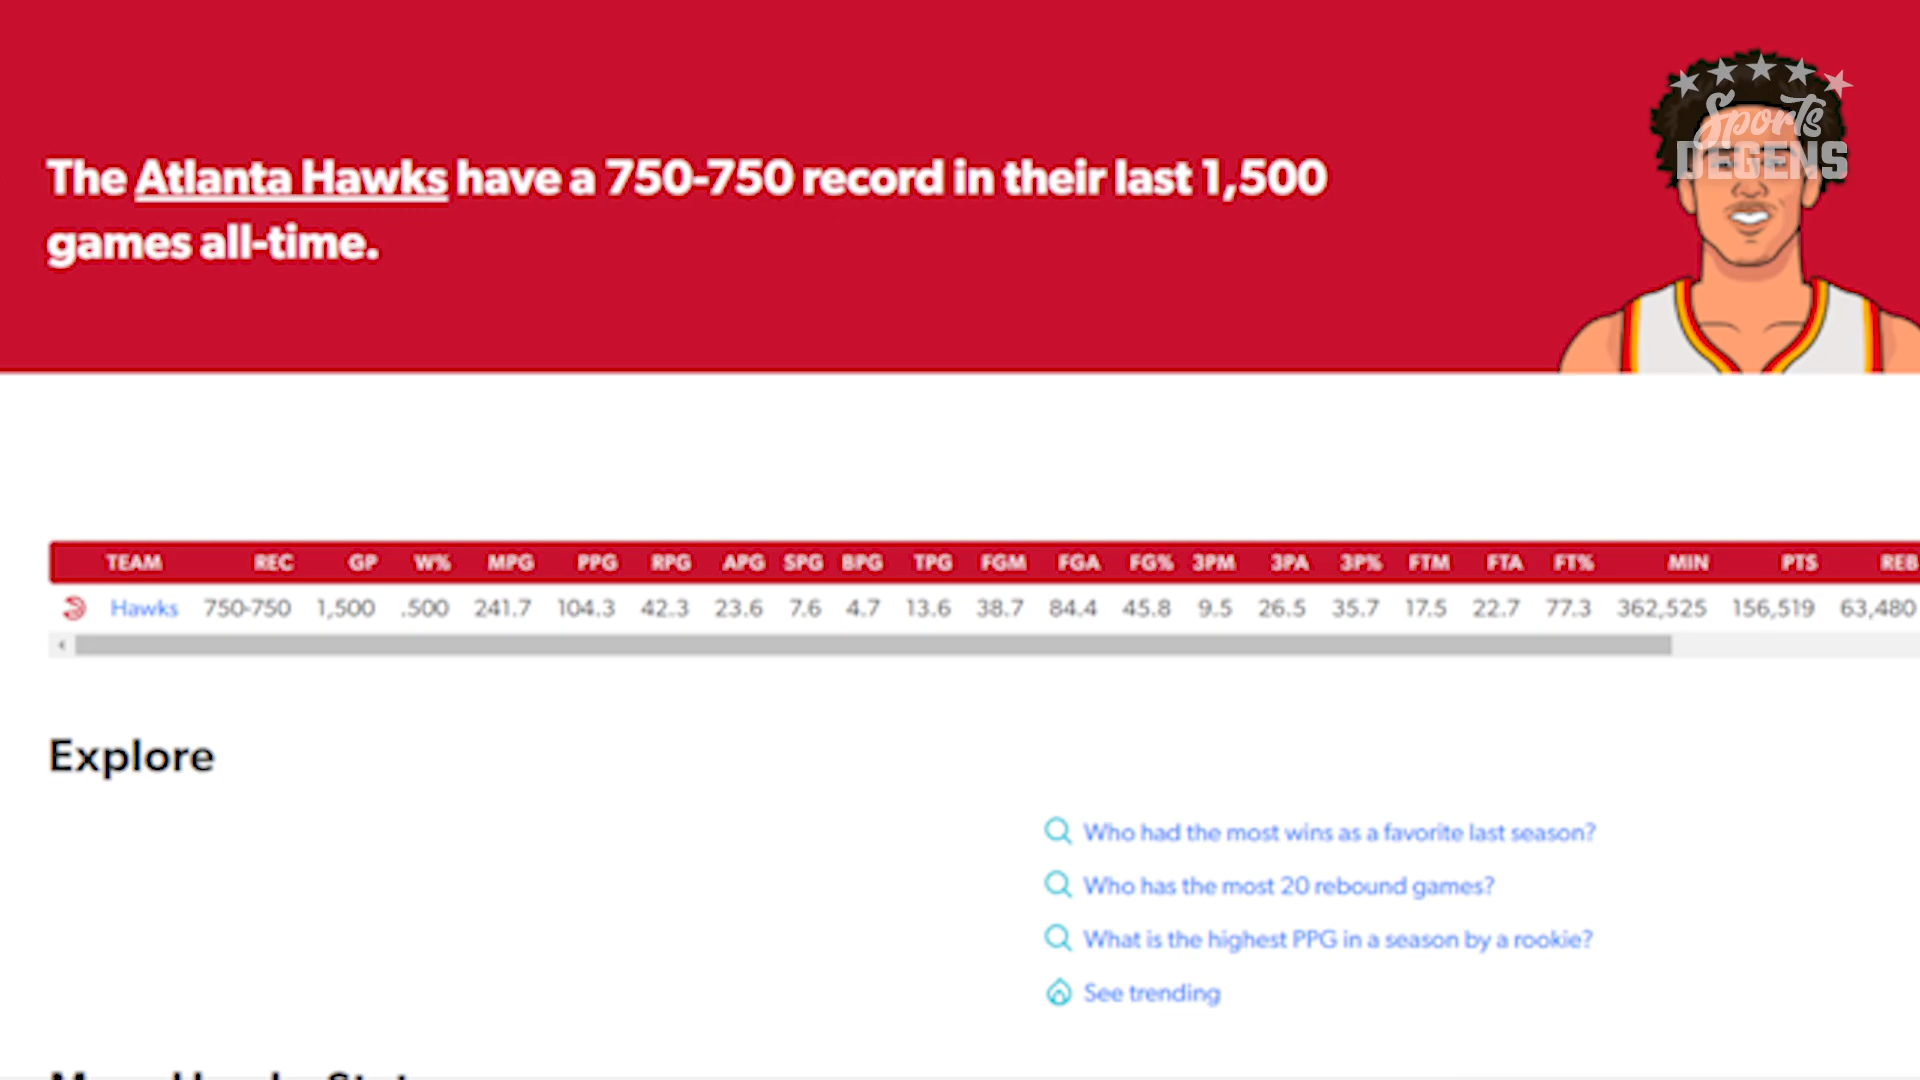 Sports
DEGENS
The Atlanta Hawks have a 750-750 record in their last 1,500
games all-time.
TEAM REC GP W% MPG PPG RPG APG SPG BPG TPG FGM FGA FG% 3PM 3PA 3P% FTM FTA FT% MIN PTS REB
Hawks 750-750 1,500 .500 241.7 104.3 42.3 23.6 7.6 4.7 13.6 38.7 84.4 45.8 9.5 26.5 35.7 17.5 22.7 77.3 362,525 156,519 63,480
Explore
Who had the most wins as a favorite last season?
Who has the most 20 rebound games?
What is the highest PPG in a season by a rookie?
See trending